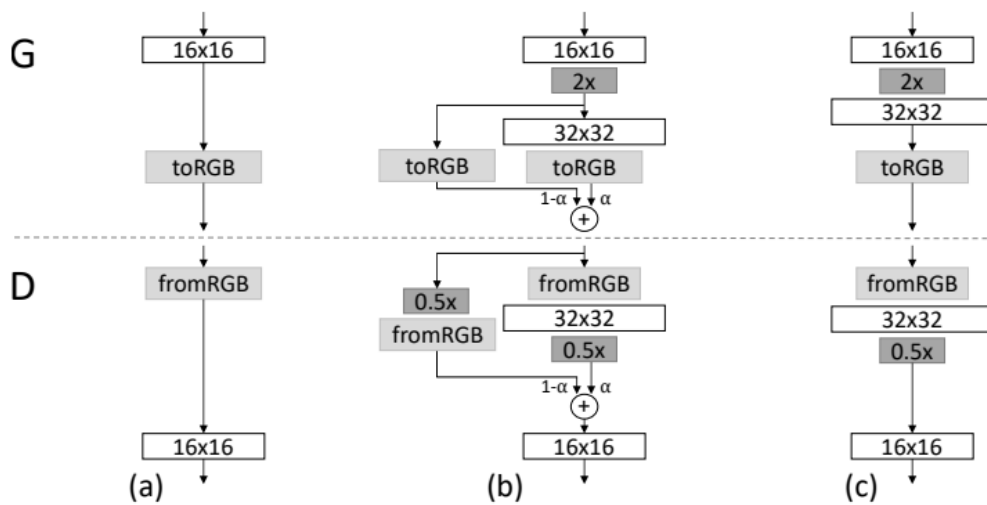 G
16x16
toRGB
16x16
2x
32x32
toRGB
toRGB
1-α
α
+
16x16
2x
32x32
toRGB
D
fromRGB
16x16
(a)
0.5x
fromRGB
fromRGB
32x32
0.5x
1-α
α
+
16x16
(b)
fromRGB
32x32
0.5x
16x16
(c)